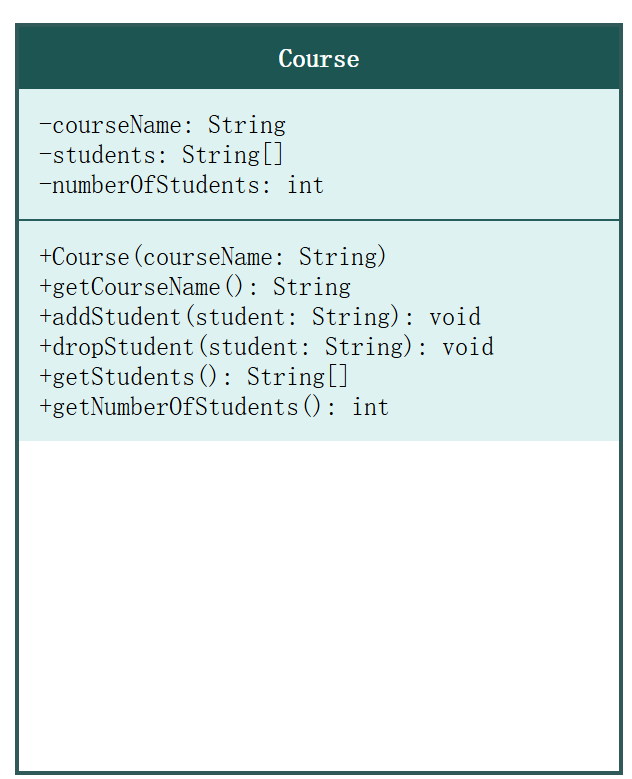 Course
-courseName: String
-students: String[]
-numberOfStudents: int
+Course(courseName: String)
+getCourseName(): String
+addStudent(student: String): void
+dropStudent(student: String): void
+getStudents(): String[]
+getNumberOfStudents(): int